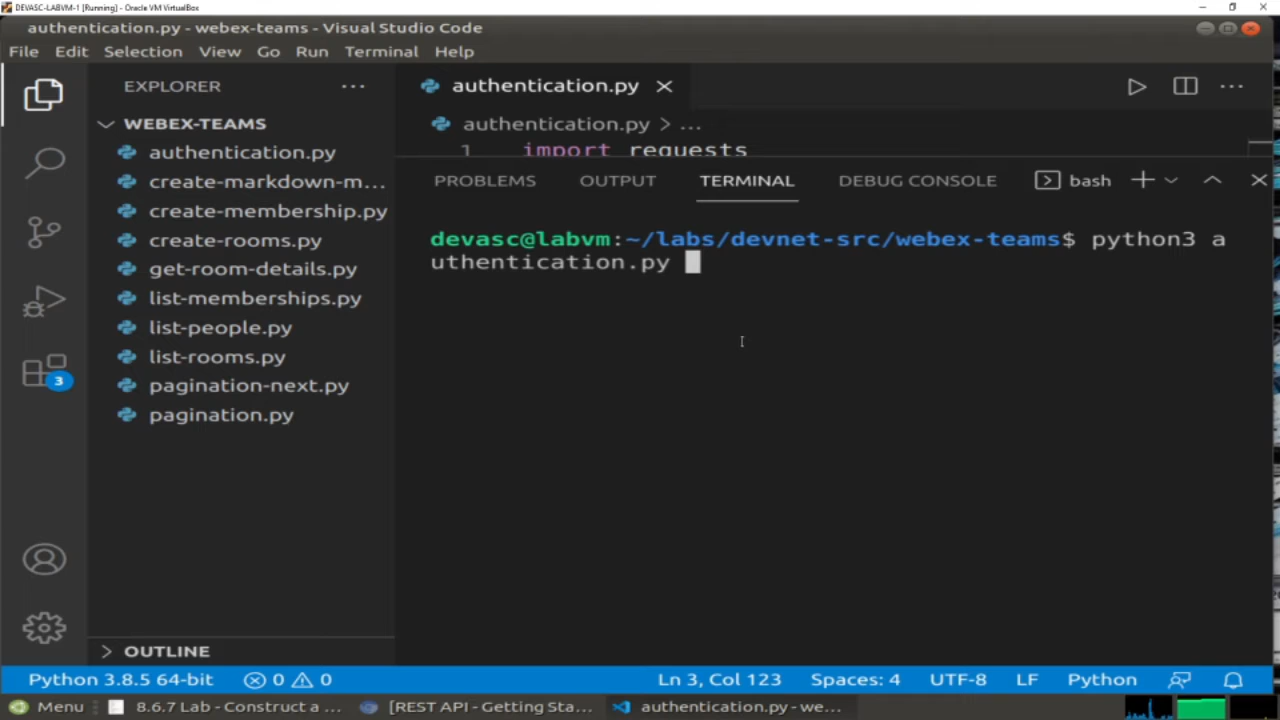 DEVASC-LABVM-1 [Running] - Oracle VM VirtualBox
authentication.py - webex-teams - Visual Studio Code
File Edit Selection View Go Run Terminal Help
EXPLORER
WEBEX-TEAMS
authentication.py
create-markdown-m...
create-membership.py
create-rooms.py
get-room-details.py
list-memberships.py
list-people.py
list-rooms.py
pagination-next.py
pagination.py
OUTLINE
3
authentication.py
authentication.py > ...
1 import requests
PROBLEMS OUTPUT TERMINAL DEBUG CONSOLE bash
devasc@labvm:~/labs/devnet-src/webex-teams$ python3 a
uthentication.py
Python 3.8.5 64-bit 0 0 Ln 3, Col 123 Spaces: 4 UTF-8 LF Python
Menu 8.6.7 Lab - Construct a ... [REST API - Getting Sta... authentication.py - we...